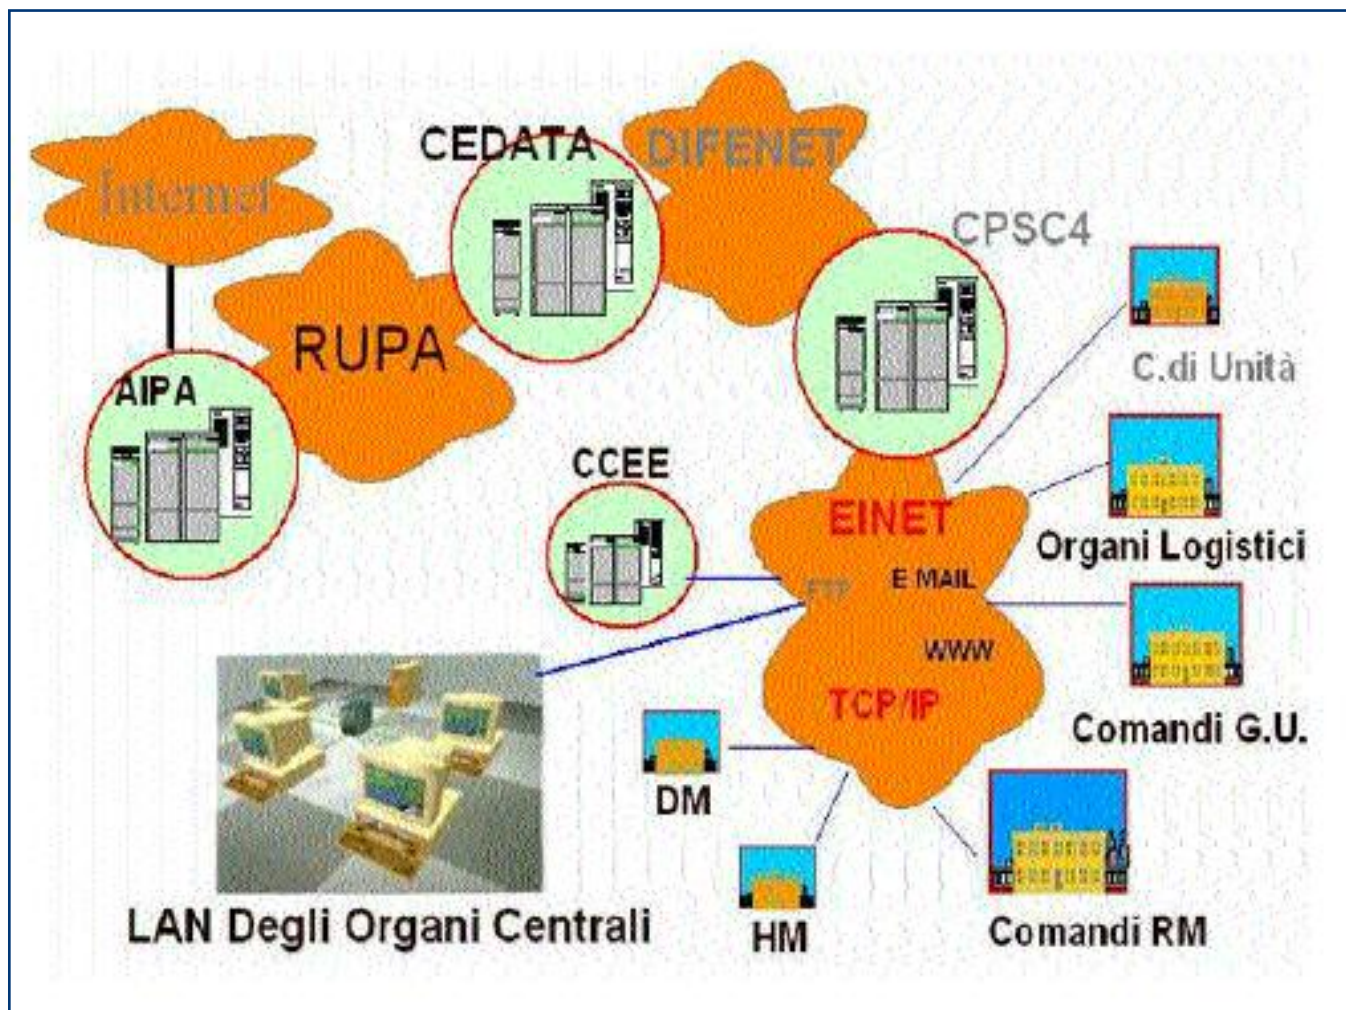 CEDATA
DIFENET
Internet
CPSC4
RUPA
C.di Unità
AIPA
CCEE
EINET
Organi Logistici
E MAIL
FTP
WWW
TCP/IP
Comandi G.U.
DM
LAN Degli Organi Centrali
HM
Comandi RM